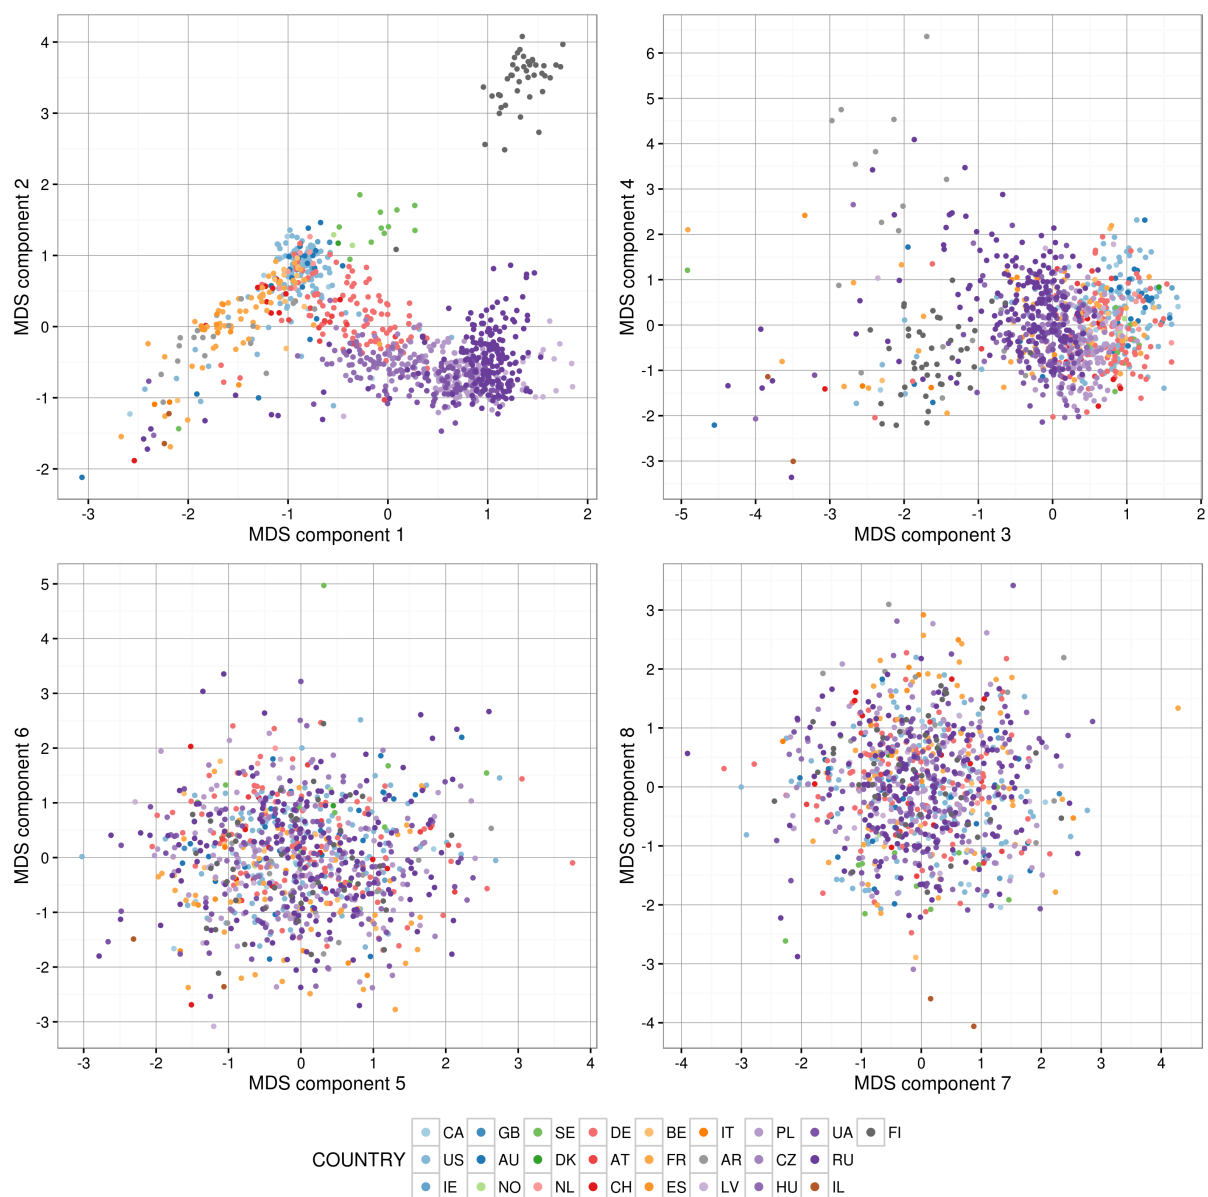 4
3
2
1
0
-1
-2
MDS component 2
-3 -2 -1 0 1 2
MDS component 1
6
5
4
3
2
1
0
-1
-2
-3
MDS component 4
-5 -4 -3 -2 -1 0 1 2
MDS component 3
5
4
3
2
1
0
-1
-2
-3
MDS component 6
-3 -2 -1 0 1 2 3 4
MDS component 5
3
2
1
0
-1
-2
-3
-4
MDS component 8
-4 -3 -2 -1 0 1 2 3 4
MDS component 7
CA GB SE DE BE IT PL UA FI
COUNTRY US AU DK AT FR AR CZ RU
IE NO NL CH ES LV HU IL